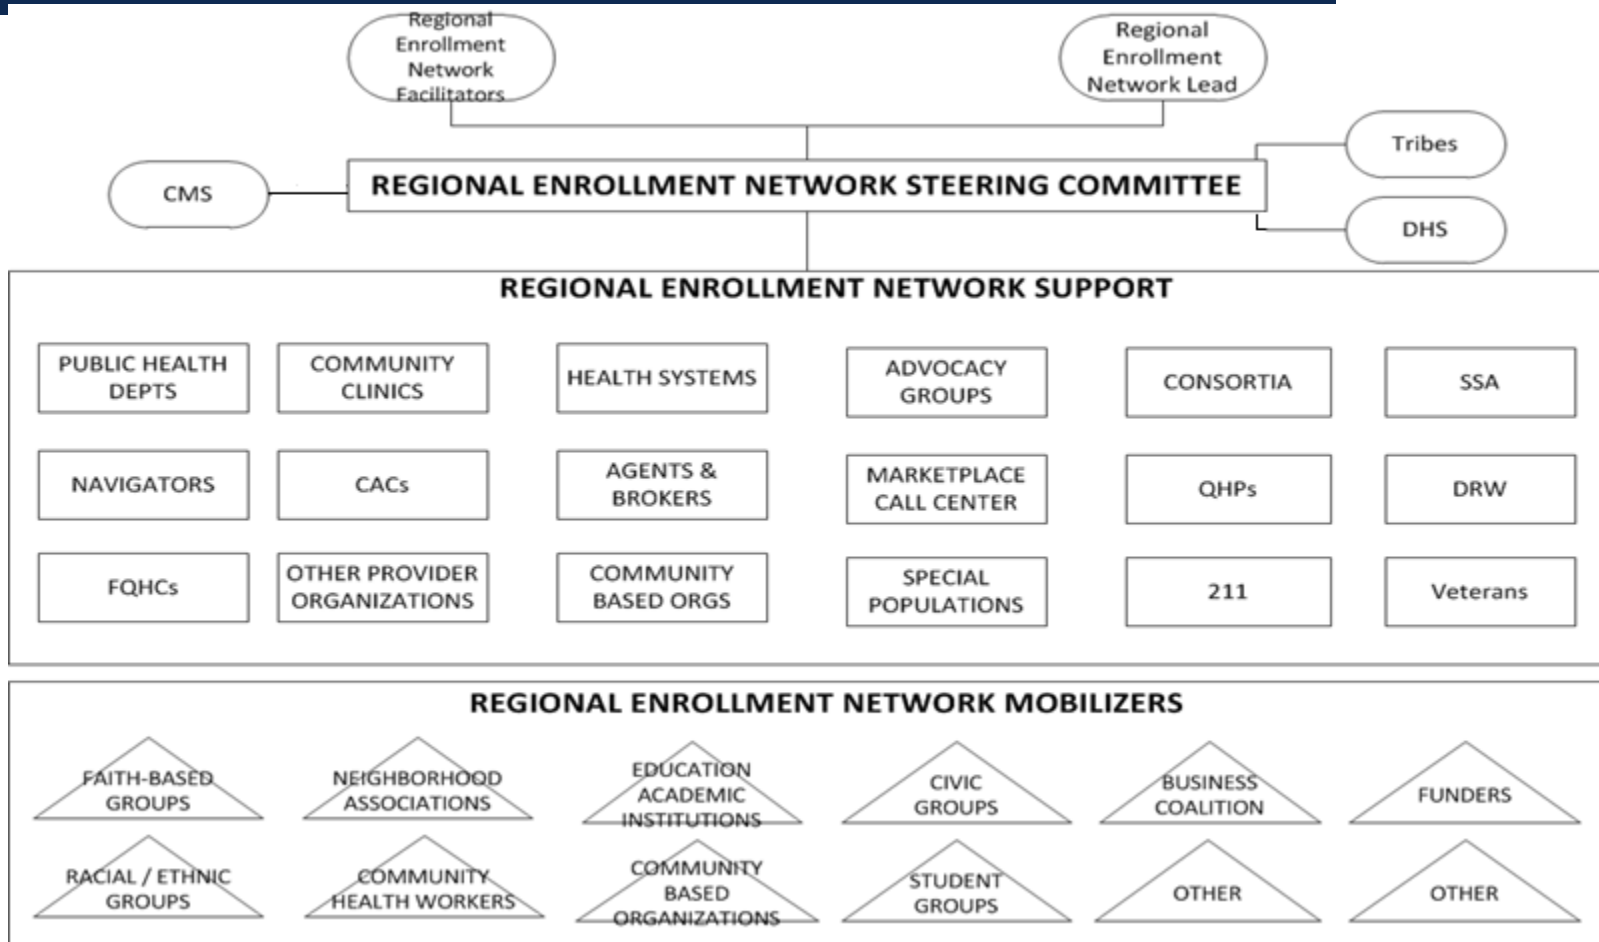 Regional
Enrollment
Network
Facilitators
Regional
Enrollment
Network Lead
Tribes
CMS
REGIONAL ENROLLMENT NETWORK STEERING COMMITTEE
DHS
REGIONAL ENROLLMENT NETWORK SUPPORT
PUBLIC HEALTH
DEPTS
COMMUNITY
CLINICS
HEALTH SYSTEMS
ADVOCACY
GROUPS
CONSORTIA
SSA
NAVIGATORS
CACs
AGENTS &
BROKERS
MARKETPLACE
CALL CENTER
QHPs
DRW
FQHCs
OTHER PROVIDER
ORGANIZATIONS
COMMUNITY
BASED ORGS
SPECIAL
POPULATIONS
211
Veterans
REGIONAL ENROLLMENT NETWORK MOBILIZERS
FAITH-BASED
GROUPS
NEIGHBORHOOD
ASSOCIATIONS
EDUCATION
ACADEMIC
INSTITUTIONS
CIVIC
GROUPS
BUSINESS
COALITION
FUNDERS
RACIAL / ETHNIC
GROUPS
COMMUNITY
HEALTH WORKERS
COMMUNITY
BASED
ORGANIZATIONS
STUDENT
GROUPS
OTHER
OTHER